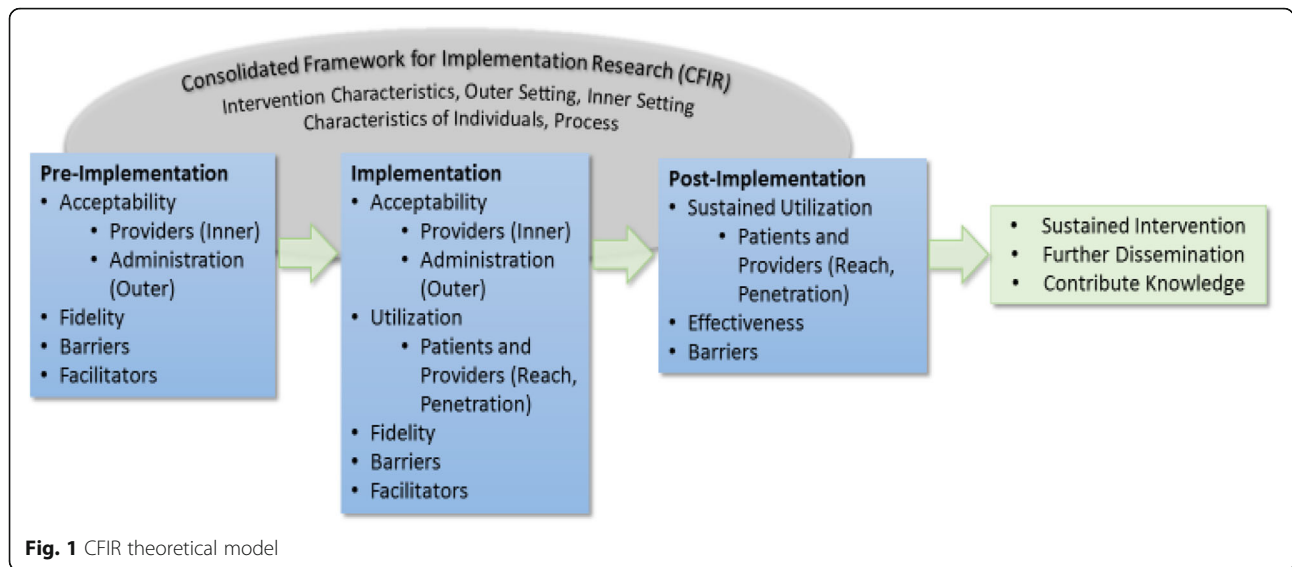 Consolidated Framework for Implementation Research (CFIR)
Intervention Characteristics, Outer Setting, Inner Setting
Characteristics of Individuals, Process
Pre-Implementation
• Acceptability
• Providers (Inner)
• Administration
(Outer)
• Fidelity
• Barriers
• Facilitators
Implementation
• Acceptability
• Providers (Inner)
• Administration
(Outer)
• Utilization
• Patients and
Providers (Reach,
Penetration)
• Fidelity
• Barriers
• Facilitators
Post-Implementation
• Sustained Utilization
• Patients and
Providers (Reach,
Penetration)
• Effectiveness
• Barriers
• Sustained Intervention
• Further Dissemination
• Contribute Knowledge
Fig. 1 CFIR theoretical model